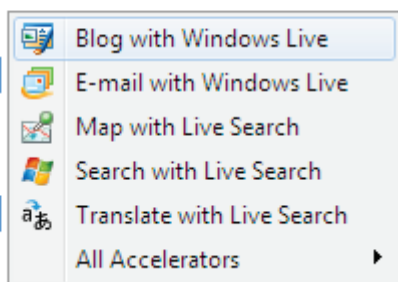 Blog with Windows Live
E-mail with Windows Live
Map with Live Search
Search with Live Search
Translate with Live Search
All Accelerators